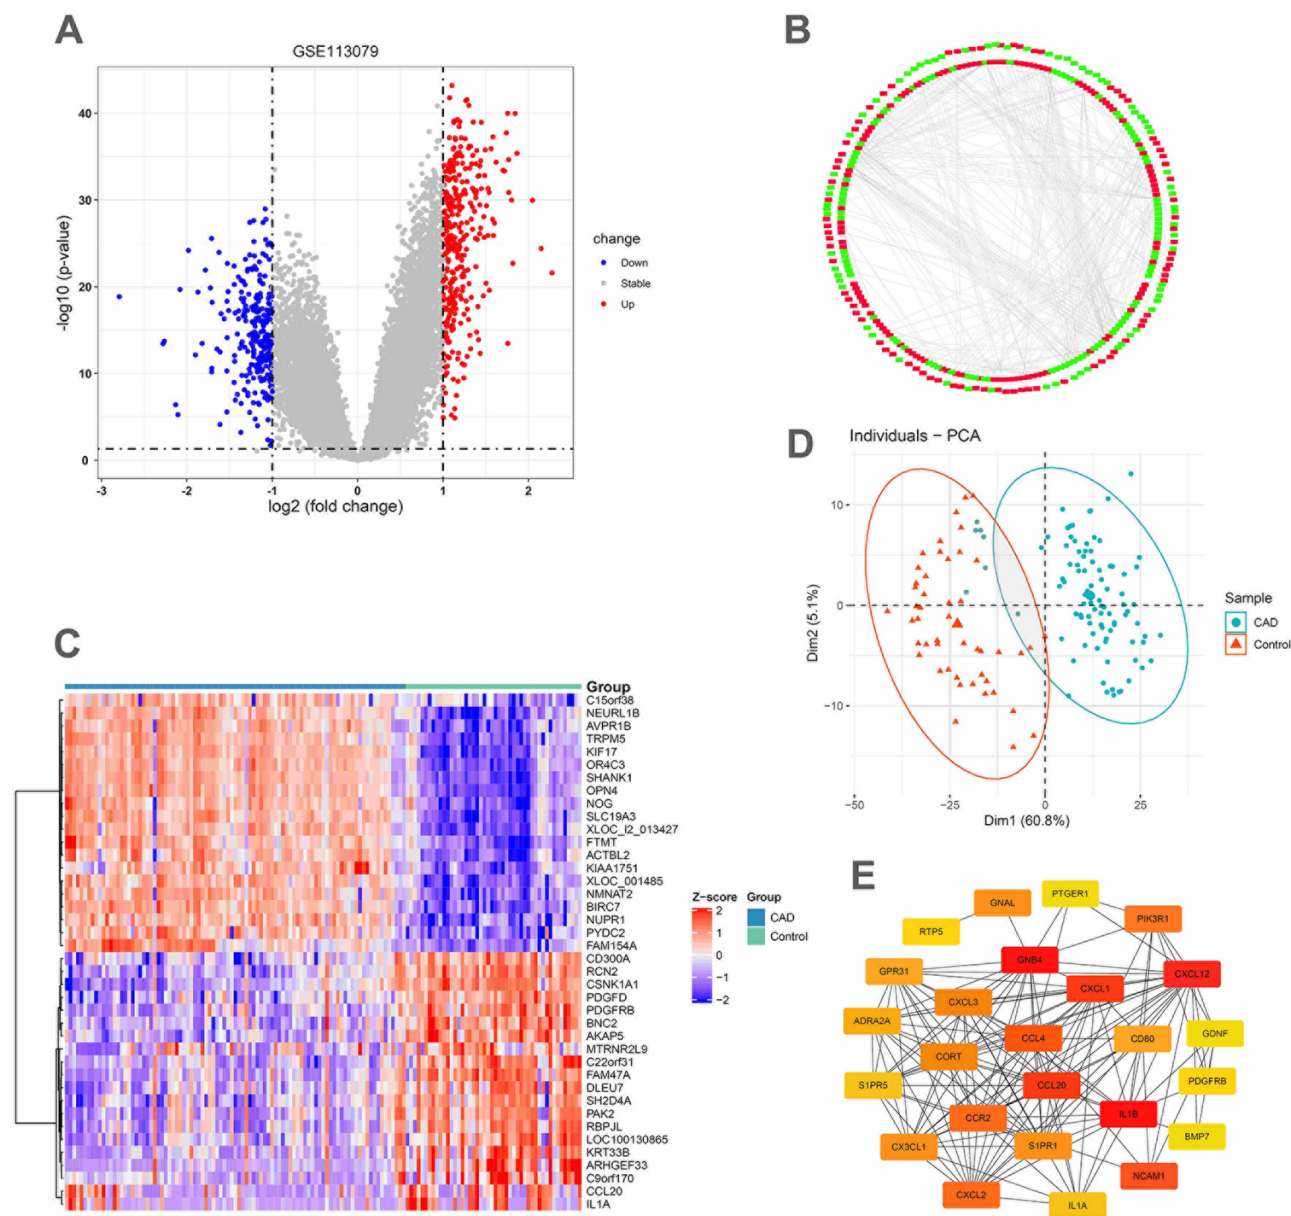 A
GSE113079
40
30
20
10
0
-log10 (p-value)
-3
-2
-1
0
1
2
log2 (fold change)
change
Down
Stable
Up
B
C
Group
C15orf38
NEURL1B
AVPR1B
TRPM5
KIF17
OR4C3
SHANK1
OPN4
NOG
SLC19A3
XLOC_l2_013427
FTMT
ACTBL2
KIAA1751
XLOC_001485
NMNAT2
BIRC7
NUPR1
PYDC2
FAM154A
CD300A
RCN2
CSNK1A1
PDGFD
PDGFRB
BNC2
AKAP5
MTRNR2L9
C22orf31
FAM47A
DLEU7
SH2D4A
PAK2
RBPJL
LOC100130865
KRT33B
ARHGEF33
C9orf170
CCL20
IL1A
Z-score
2
1
0
−1
−2
Group
CAD
Control
D
Individuals − PCA
10
0
−10
Dim2 (5.1%)
−50
−25
0
25
Dim1 (60.8%)
Sample
CAD
Control
E
GNAL
PTGER1
PIK3R1
RTP5
GNB4
GPR31
CXCL12
CXCL1
CXCL3
ADRA2A
CCL4
CD80
GDNF
CORT
S1PR5
CCL20
PDGFRB
CCR2
IL1B
CX3CL1
S1PR1
BMP7
NCAM1
CXCL2
IL1A